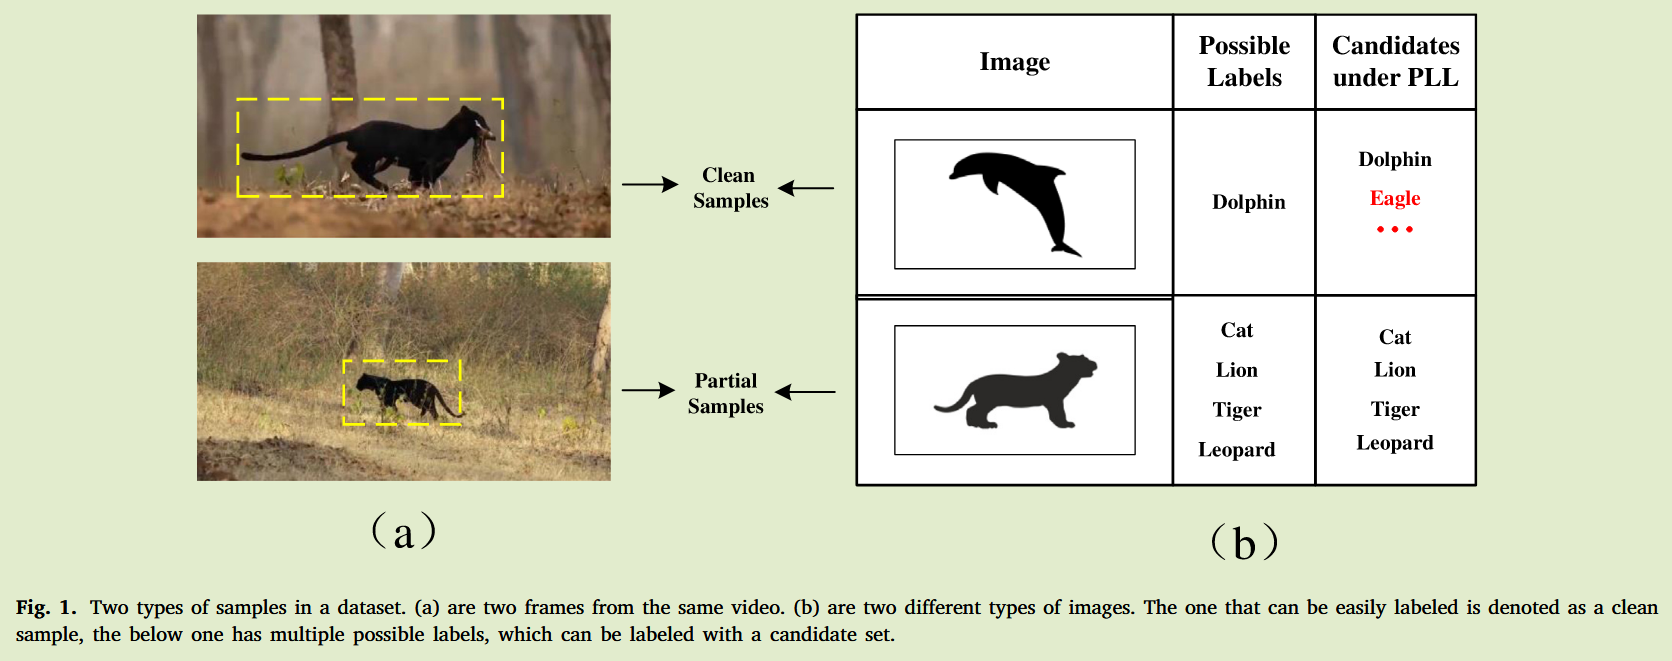 Clean
Samples
Partial
Samples
(a)
Image
Possible
Labels
Candidates
under PLL
Dolphin
Dolphin
Eagle
•••
Cat
Lion
Tiger
Leopard
Cat
Lion
Tiger
Leopard
(b)
Fig. 1. Two types of samples in a dataset. (a) are two frames from the same video. (b) are two different types of images. The one that can be easily labeled is denoted as a clean
sample, the below one has multiple possible labels, which can be labeled with a candidate set.